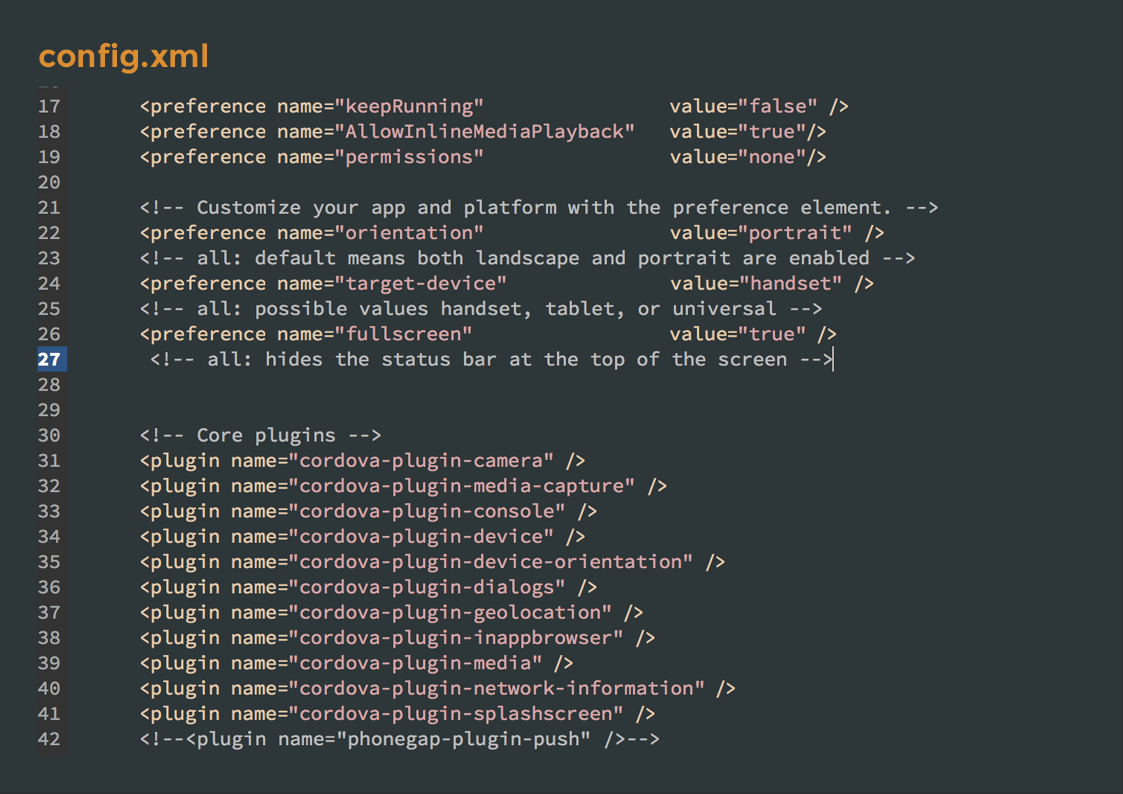 config.xml
17 <preference name="keepRunning" value="false" />
18 <preference name="AllowInlineMediaPlayback" value="true"/>
19 <preference name="permissions" value="none"/>
20
21 <!-- Customize your app and platform with the preference element. -->
22 <preference name="orientation" value="portrait" />
23 <!-- all: default means both landscape and portrait are enabled -->
24 <preference name="target-device" value="handset" />
25 <!-- all: possible values handset, tablet, or universal -->
26 <preference name="fullscreen" value="true" />
27 <!-- all: hides the status bar at the top of the screen -->
28
29
30 <!-- Core plugins -->
31 <plugin name="cordova-plugin-camera" />
32 <plugin name="cordova-plugin-media-capture" />
33 <plugin name="cordova-plugin-console" />
34 <plugin name="cordova-plugin-device" />
35 <plugin name="cordova-plugin-device-orientation" />
36 <plugin name="cordova-plugin-dialogs" />
37 <plugin name="cordova-plugin-geolocation" />
38 <plugin name="cordova-plugin-inappbrowser" />
39 <plugin name="cordova-plugin-media" />
40 <plugin name="cordova-plugin-network-information" />
41 <plugin name="cordova-plugin-splashscreen" />
42 <!--<plugin name="phonegap-plugin-push" />-->